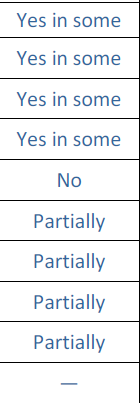 Yes in some
Yes in some
Yes in some
Yes in some
No
Partially
Partially
Partially
Partially
—